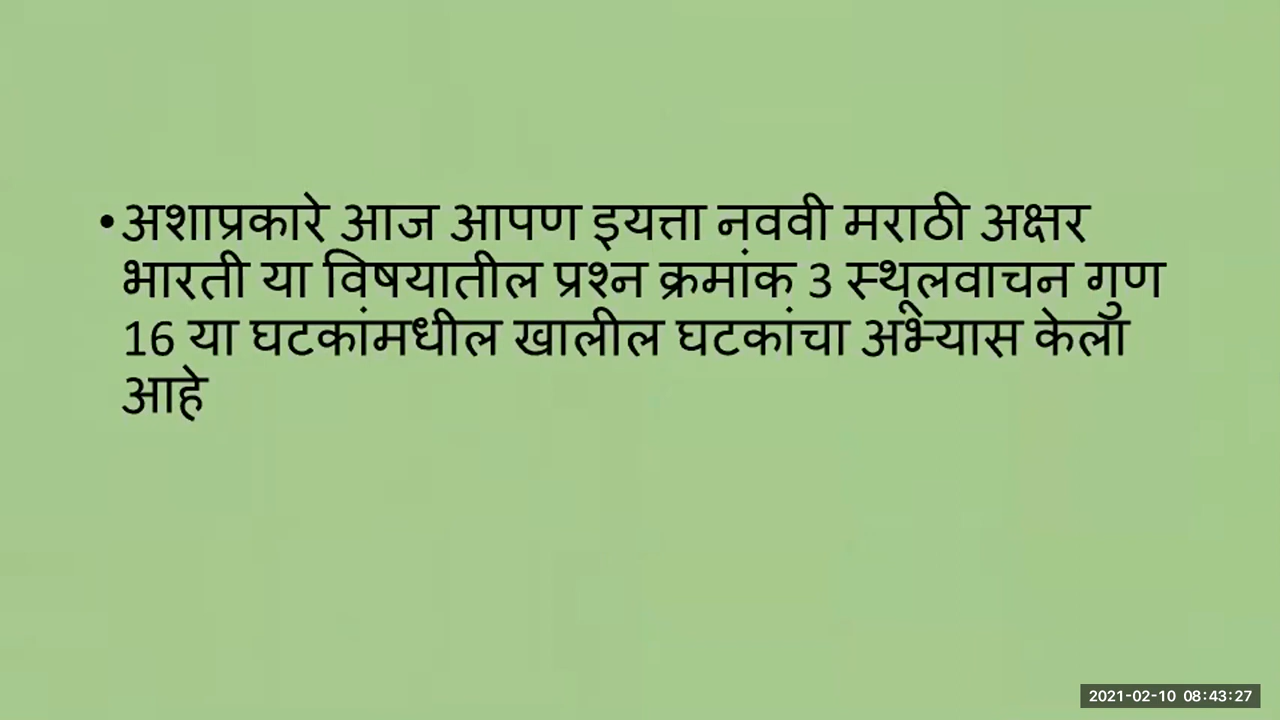 • अशाप्रकारे आज आपण इयत्ता नववी मराठी अक्षर
भारती या विषयातील प्रश्न क्रमांक 3 स्थूलवाचन गुण
16 या घटकांमधील खालील घटकांचा अभ्यास केला
आहे
2021-02-10 08:43:27